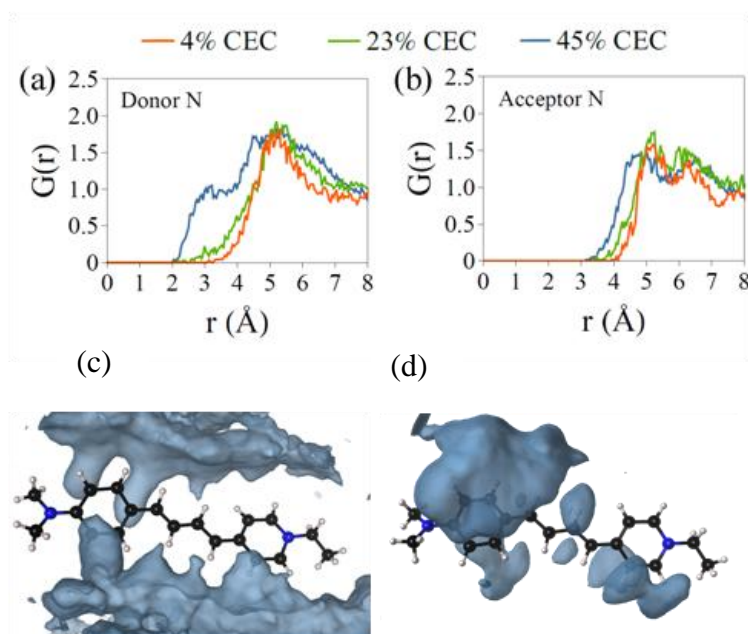 4% CEC 23% CEC 45% CEC
(a) (b)
Donor N
Acceptor N
G(r)
2.5
2.0
1.5
1.0
0.5
0
0 1 2 3 4 5 6 7 8
r (Å)
G(r)
2.5
2.0
1.5
1.0
0.5
0
0 1 2 3 4 5 6 7 8
r (Å)
(c) (d)